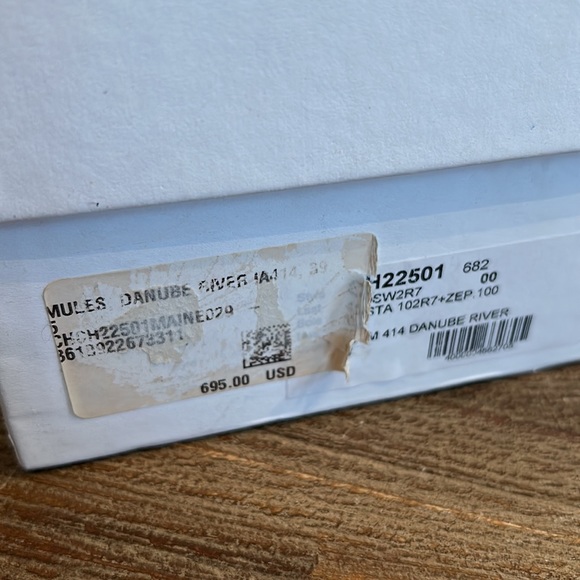 MULES DANUBE RIVER IA414, 39
5
CHCH22501MAINE029
695.00 USD
H22501 682
00
SW2R7
STA 102R7+ZEP.100
M 414 DANUBE RIVER